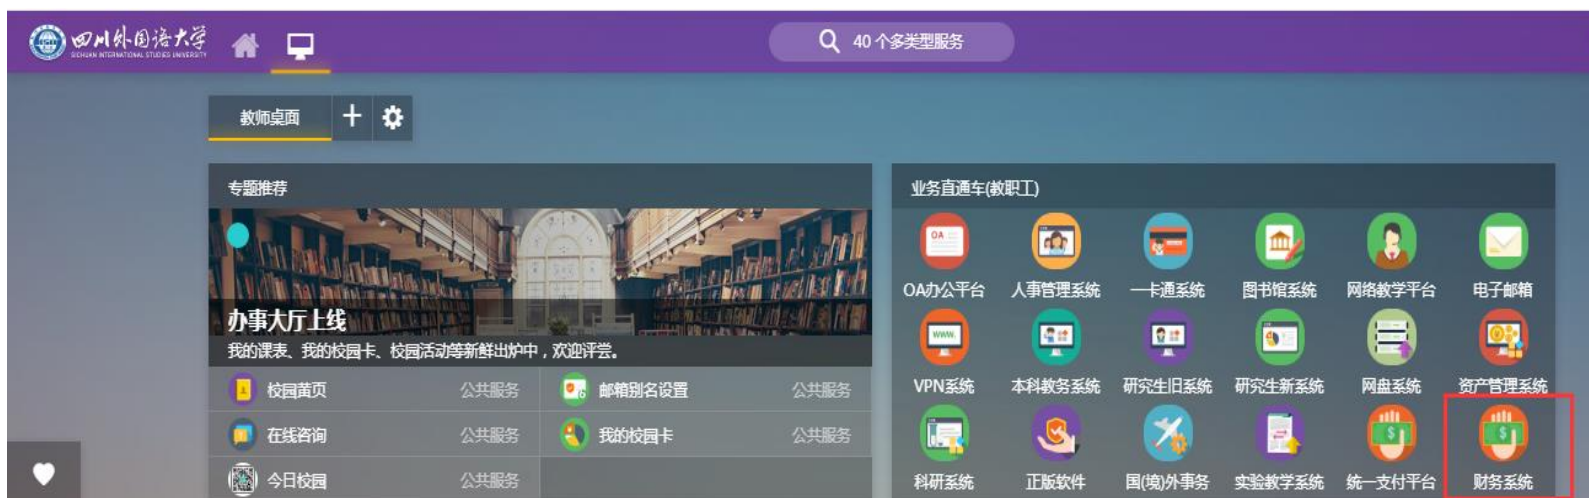 四川外国语大学
SICHUAN INTERNATIONAL STUDIES UNIVERSITY
40 个多类型服务
教师桌面
专题推荐
办事大厅上线
我的课表、我的校园卡、校园活动等新鲜出炉中，欢迎评尝。
校园黄页 公共服务 邮箱别名设置 公共服务
在线咨询 公共服务 我的校园卡 公共服务
今日校园 公共服务
业务直通车(教职工)
OA
OA办公平台 人事管理系统 一卡通系统 图书馆系统 网络教学平台 电子邮箱
WWW.
VPN系统 本科教务系统 研究生旧系统 研究生新系统 网盘系统 资产管理系统
科研系统 正版软件 国(境)外事务 实验教学系统 统一支付平台 财务系统